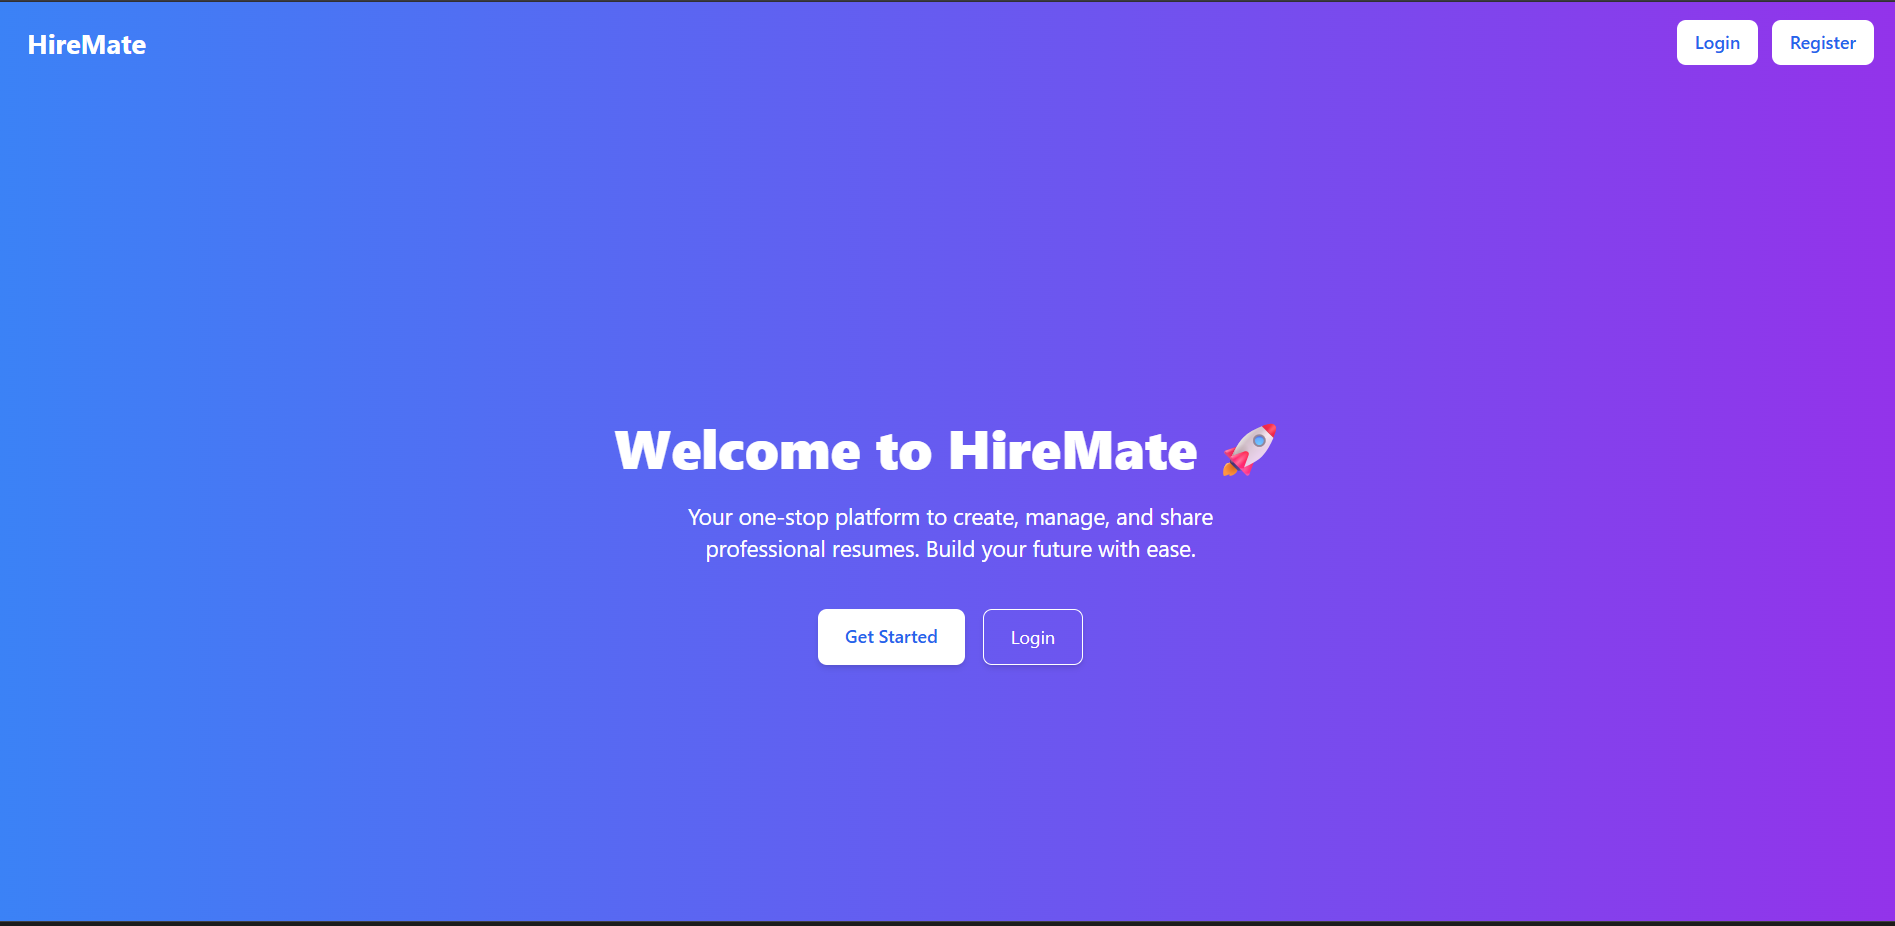 HireMate
Login
Register
Welcome to HireMate 🚀
Your one-stop platform to create, manage, and share
professional resumes. Build your future with ease.
Get Started
Login